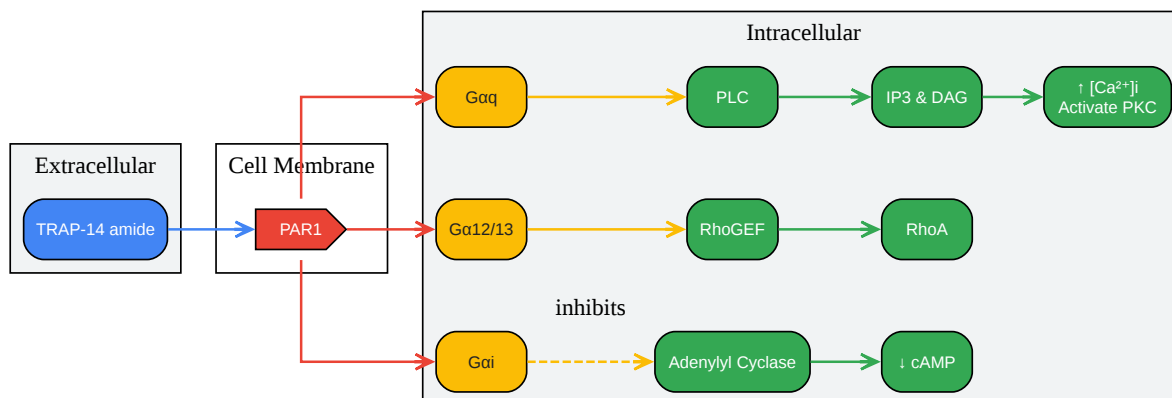 Intracellular
Gαq
PLC
IP3 & DAG
↑ [Ca²⁺]i
Activate PKC
Extracellular
Cell Membrane
TRAP-14 amide
PAR1
Gα12/13
RhoGEF
RhoA
inhibits
Gαi
Adenylyl Cyclase
↓ cAMP